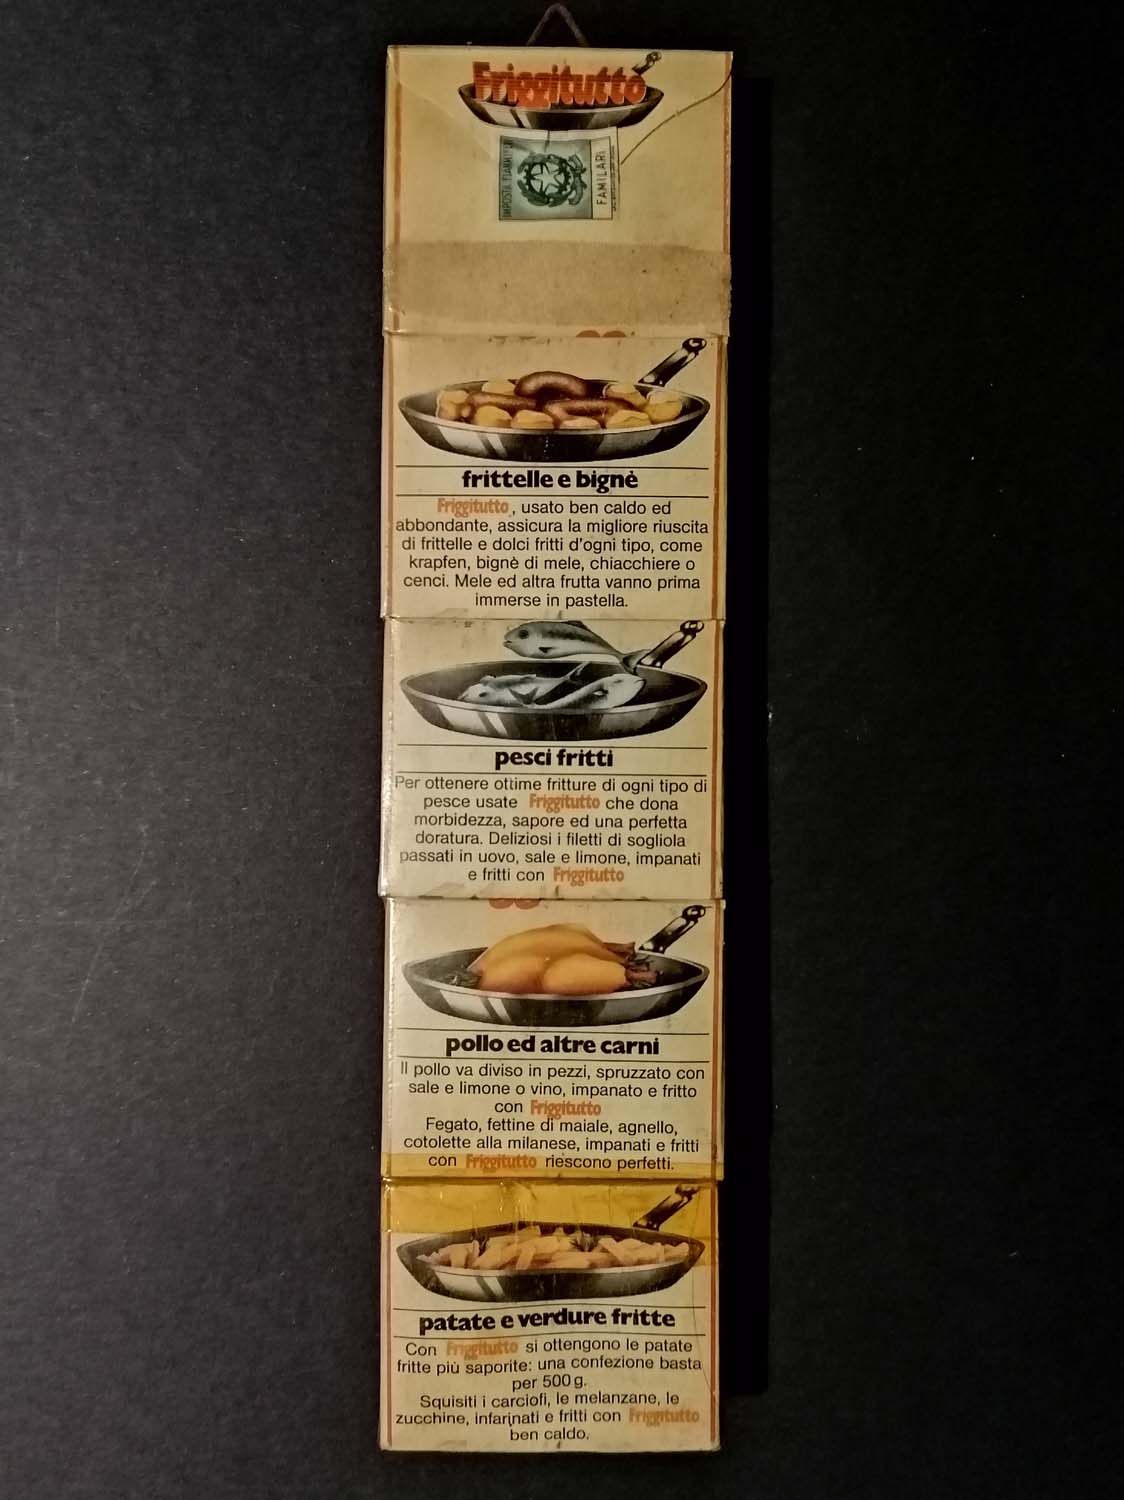 Friggitutto
FAMILIARI
frittelle e bignè
Friggitutto, usato ben caldo ed
abbondante, assicura la migliore riuscita
di frittelle e dolci fritti d'ogni tipo, come
krapfen, bignè di mele, chiacchiere o
cenci. Mele ed altra frutta vanno prima
immerse in pastella.
pesci fritti
Per ottenere ottime fritture di ogni tipo di
pesce usate Friggitutto che dona
morbidezza, sapore ed una perfetta
doratura. Deliziosi i filetti di sogliola
passati in uovo, sale e limone, impanati
e fritti con Friggitutto
pollo ed altre carni
Il pollo va diviso in pezzi, spruzzato con
sale e limone o vino, impanato e fritto
con Friggitutto
Fegato, fettine di maiale, agnello,
cotolette alla milanese, impanati e fritti
con Friggitutto riescono perfetti.
patate e verdure fritte
Con Friggitutto si ottengono le patate
fritte più saporite: una confezione basta
per 500 g.
Squisiti i carciofi, le melanzane, le
zucchine, infarinati e fritti con Friggitutto
ben caldo.